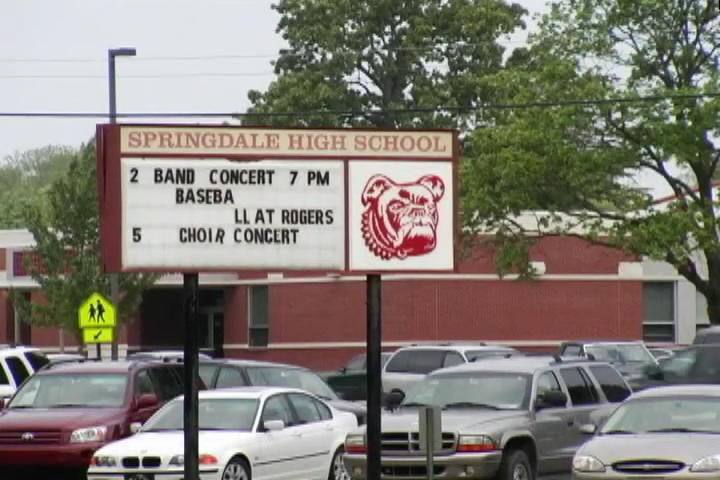 SPRINGDALE HIGH SCHOOL
2 BAND CONCERT 7 PM
BASEBA
LL AT ROGERS
5 CHOIR CONCERT